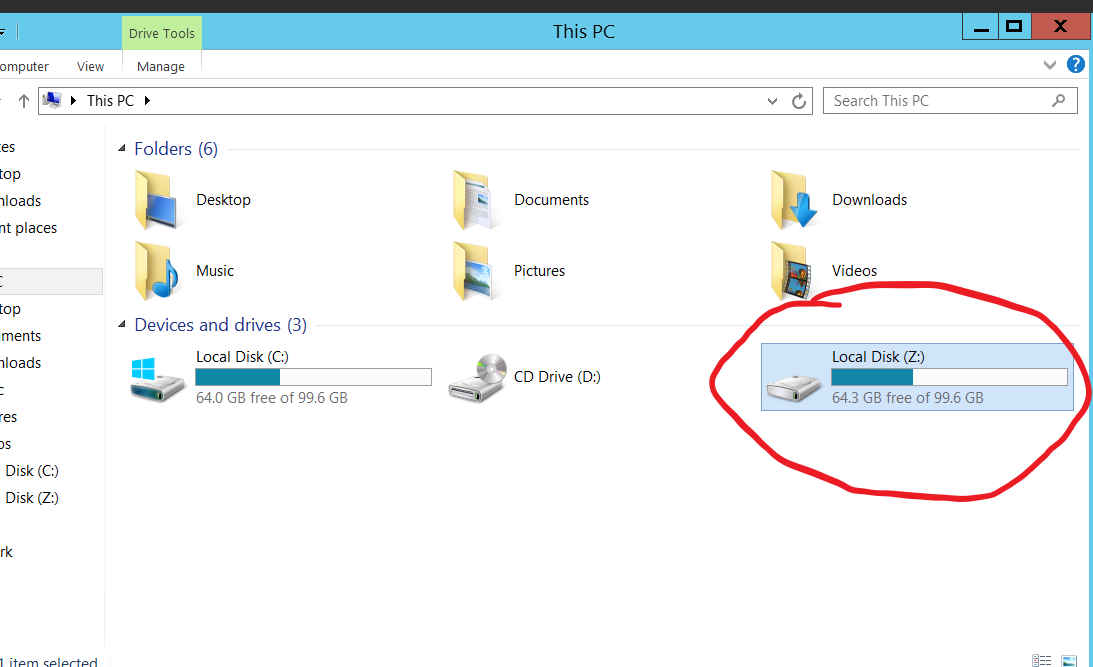 Drive Tools
This PC
omputer
View
Manage
This PC
Search This PC
es
top
nloads
nt places
C
top
uments
nloads
c
res
os
Disk (C:)
Disk (Z:)
rk
Folders (6)
Desktop
Documents
Downloads
Music
Pictures
Videos
Devices and drives (3)
Local Disk (C:)
64.0 GB free of 99.6 GB
CD Drive (D:)
Local Disk (Z:)
64.3 GB free of 99.6 GB
1 item selected